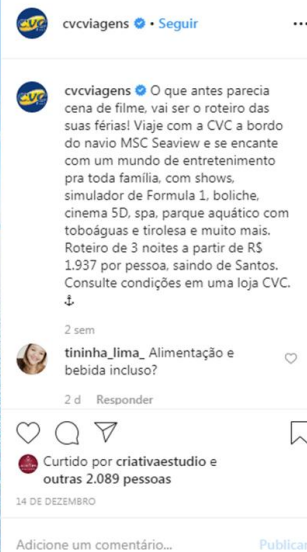 cvcviagens • Seguir
cvcviagens O que antes parecia
cena de filme, vai ser o roteiro das
suas férias! Viaje com a CVC a bordo
do navio MSC Seaview e se encante
com um mundo de entretenimento
pra toda família, com shows,
simulador de Formula 1, boliche,
cinema 5D, spa, parque aquático com
toboáguas e tirolesa e muito mais.
Roteiro de 3 noites a partir de R$
1.937 por pessoa, saindo de Santos.
Consulte condições em uma loja CVC.
2 sem
tininha_lima_ Alimentação e
bebida incluso?
2 d Responder
Curtido por criativaestudio e
outras 2.089 pessoas
14 DE DEZEMBRO
Adicione um comentário... Publicar